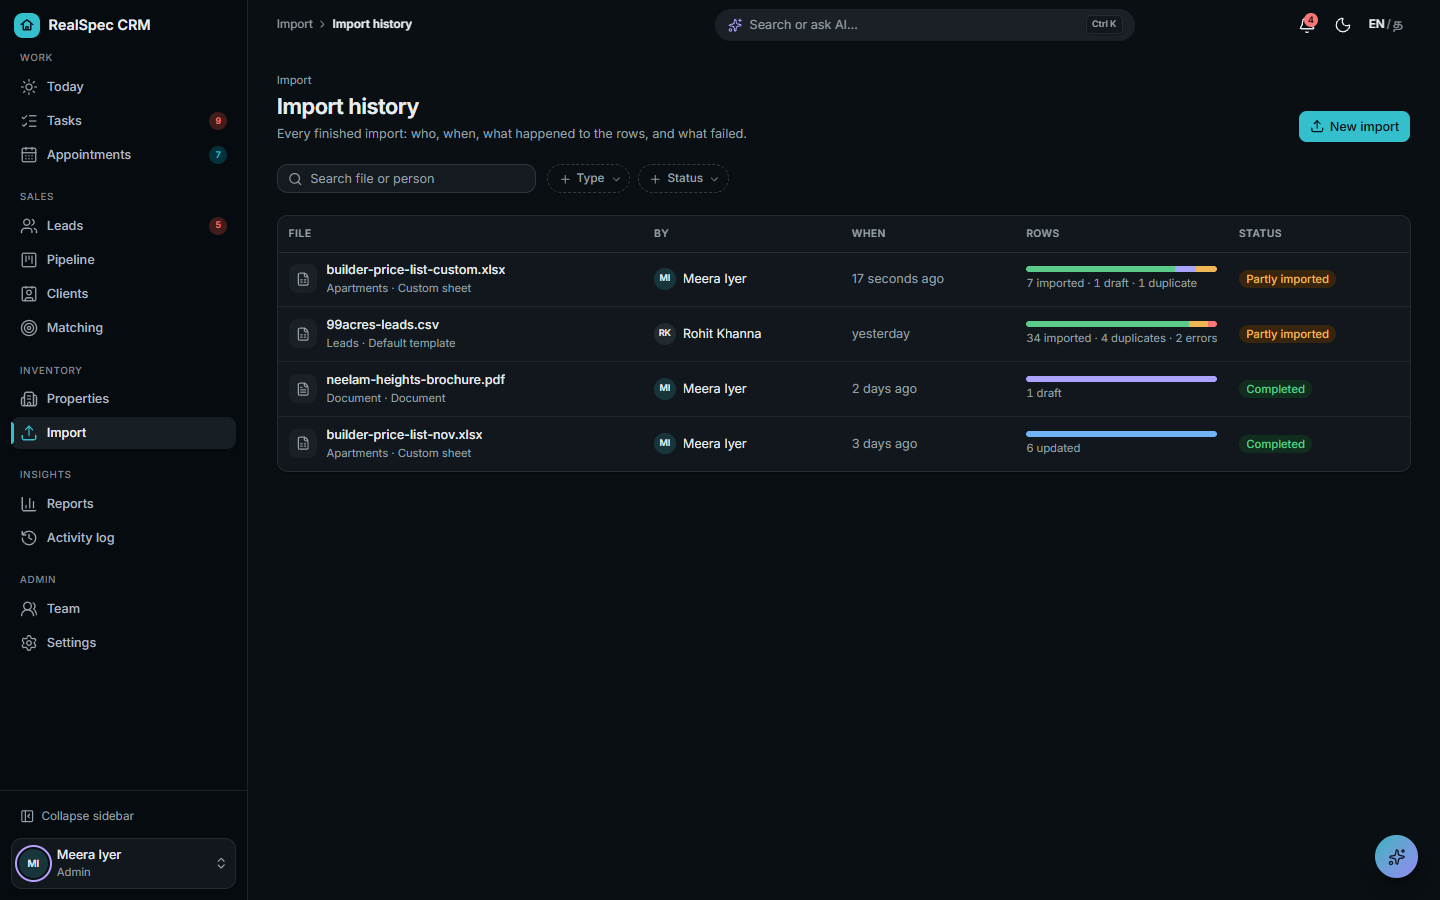 RealSpec CRM
WORK
Today
Tasks 9
Appointments 7
SALES
Leads 5
Pipeline
Clients
Matching
INVENTORY
Properties
Import
INSIGHTS
Reports
Activity log
ADMIN
Team
Settings
Collapse sidebar
MI Meera Iyer
Admin
Import > Import history
Search or ask AI... Ctrl K
4
EN / த
Import
Import history
Every finished import: who, when, what happened to the rows, and what failed.
New import
Search file or person + Type + Status
FILE BY WHEN ROWS STATUS
builder-price-list-custom.xlsx
Apartments · Custom sheet
MI Meera Iyer 17 seconds ago
7 imported · 1 draft · 1 duplicate
Partly imported
99acres-leads.csv
Leads · Default template
RK Rohit Khanna yesterday
34 imported · 4 duplicates · 2 errors
Partly imported
neelam-heights-brochure.pdf
Document · Document
MI Meera Iyer 2 days ago
1 draft
Completed
builder-price-list-nov.xlsx
Apartments · Custom sheet
MI Meera Iyer 3 days ago
6 updated
Completed